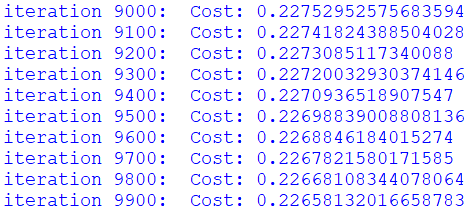 iteration 9000:  Cost: 0.22752952575683594
iteration 9100:  Cost: 0.22741824388504028
iteration 9200:  Cost: 0.2273085117340088
iteration 9300:  Cost: 0.22720032930374146
iteration 9400:  Cost: 0.2270936518907547
iteration 9500:  Cost: 0.22698839008808136
iteration 9600:  Cost: 0.2268846184015274
iteration 9700:  Cost: 0.2267821580171585
iteration 9800:  Cost: 0.22668108344078064
iteration 9900:  Cost: 0.22658132016658783